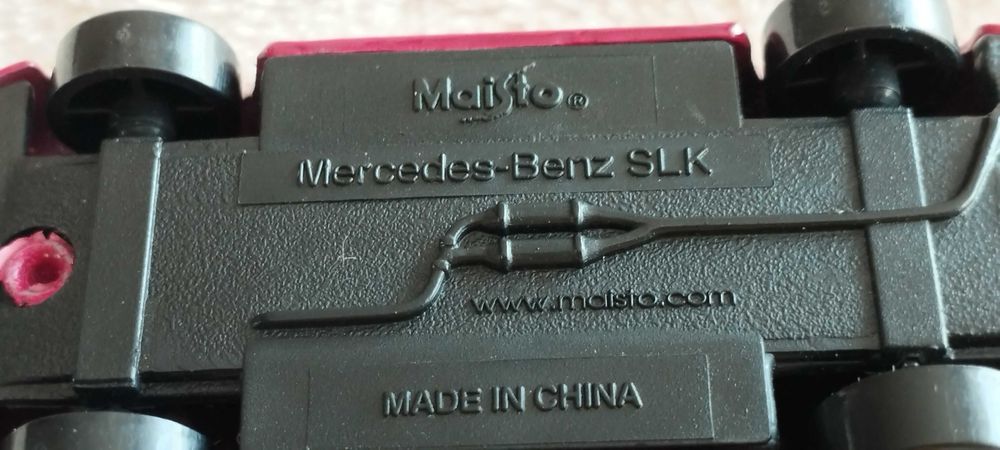 Maisto®
Mercedes-Benz SLK
www.maisto.com
MADE IN CHINA